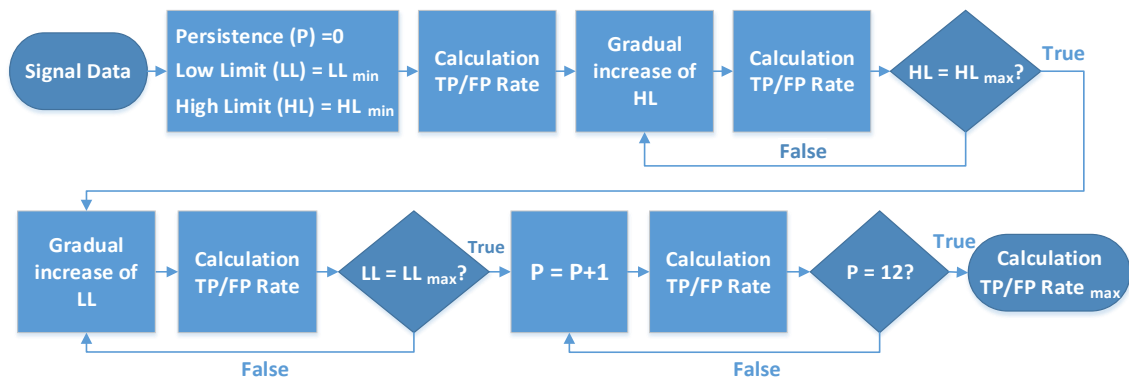 Signal Data
Persistence (P) =0
Low Limit (LL) = LL min
High Limit (HL) = HL min
Calculation
TP/FP Rate
Gradual
increase of
HL
Calculation
TP/FP Rate
HL = HL max?
True
False
Gradual
increase of
LL
Calculation
TP/FP Rate
LL = LL max?
True
False
P = P+1
Calculation
TP/FP Rate
P = 12?
True
False
Calculation
TP/FP Rate max